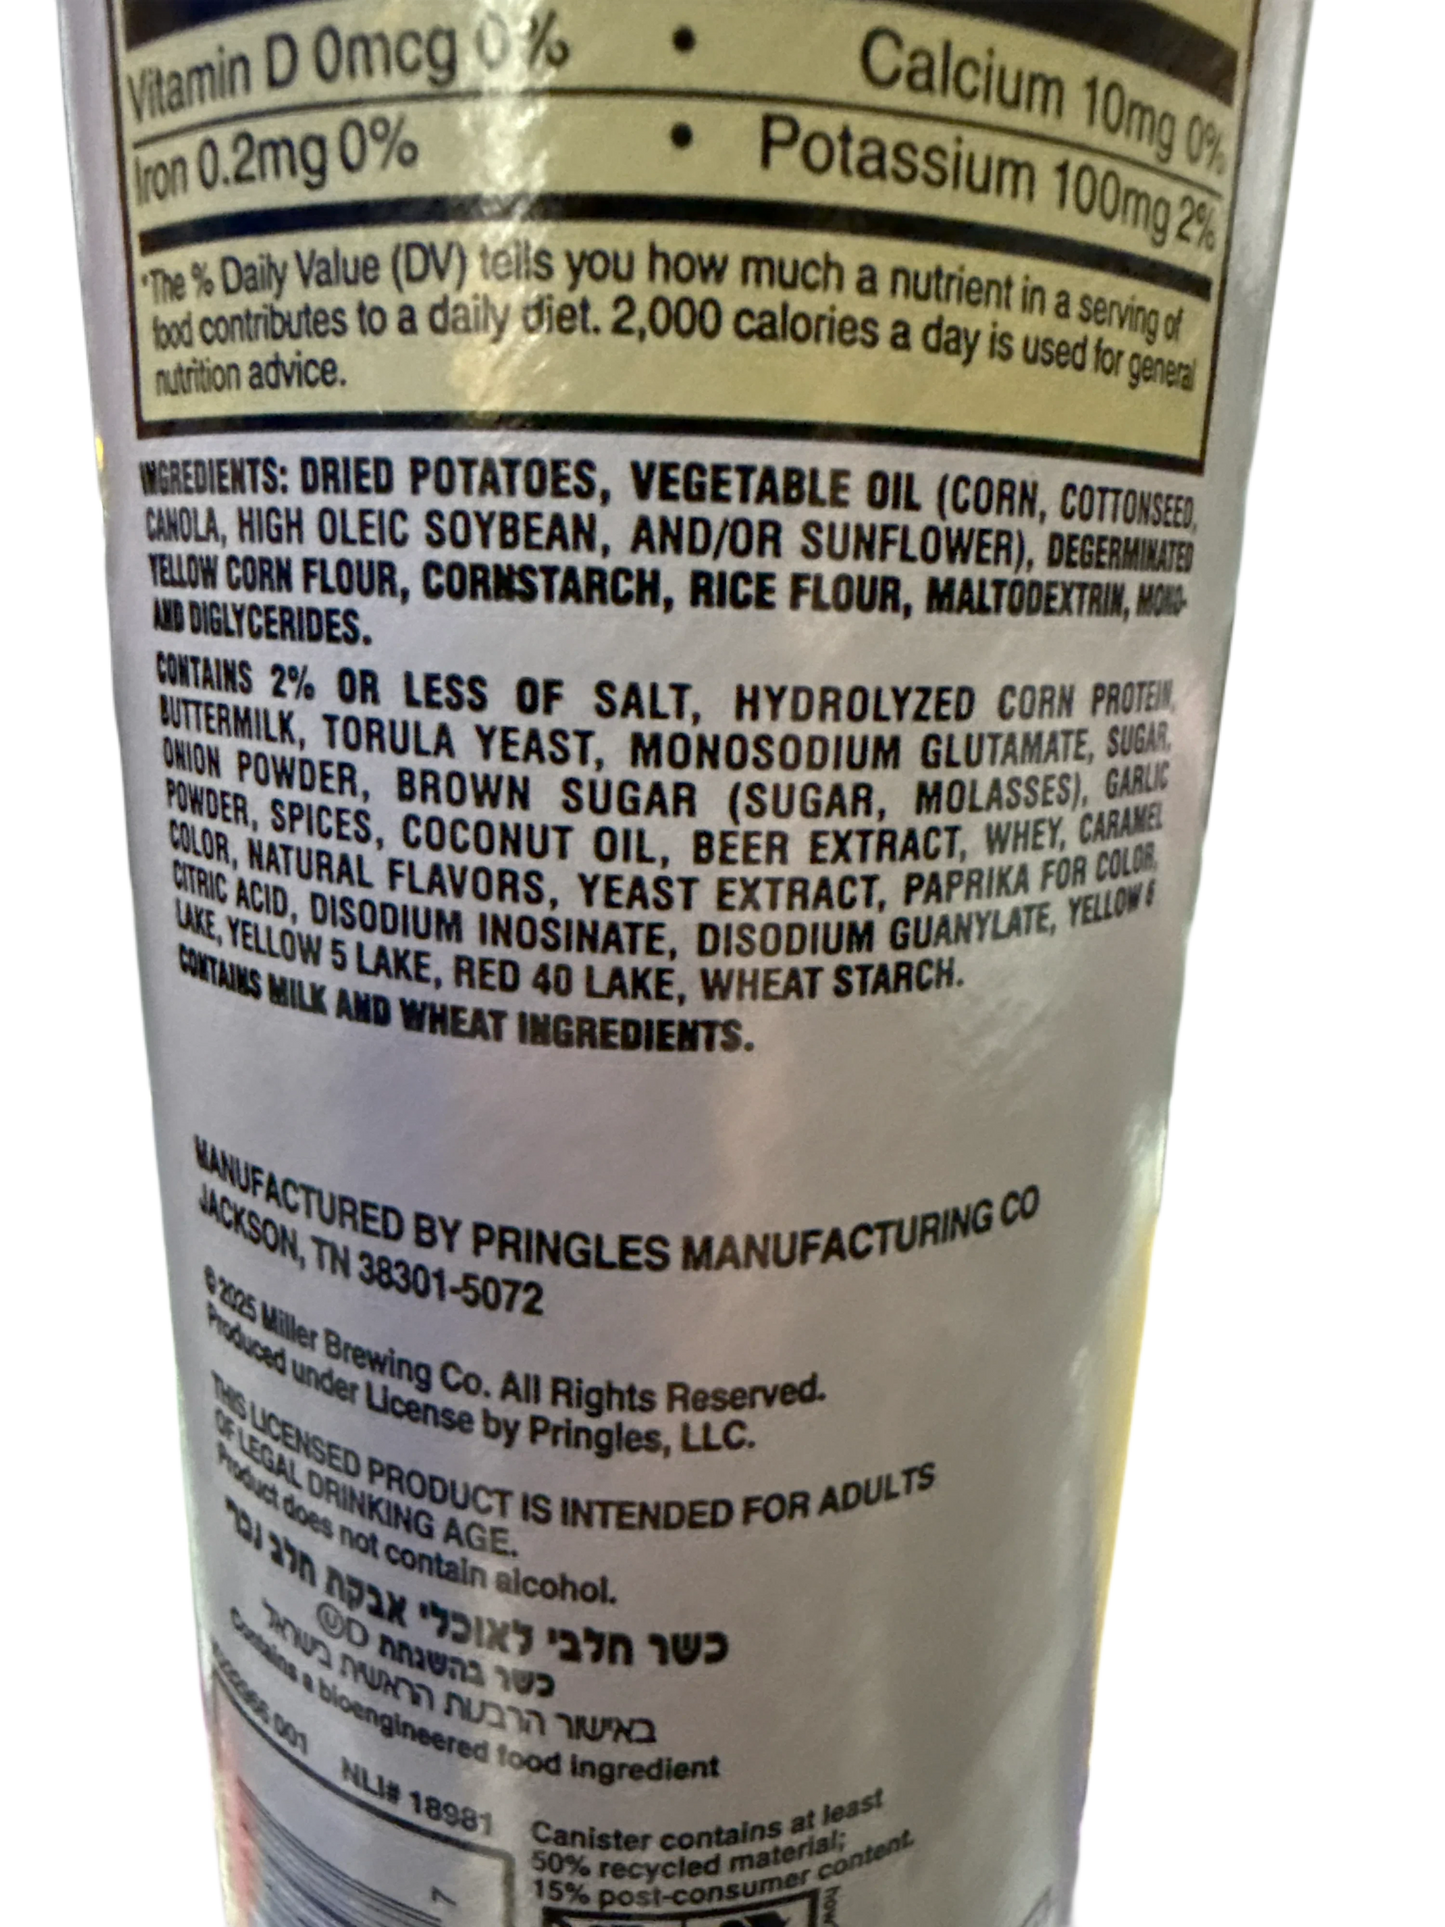 Vitamin D 0mcg 0% • Calcium 10mg 0%
Iron 0.2mg 0% • Potassium 100mg 2%
*The % Daily Value (DV) tells you how much a nutrient in a serving of
food contributes to a daily diet. 2,000 calories a day is used for general
nutrition advice.
INGREDIENTS: DRIED POTATOES, VEGETABLE OIL (CORN, COTTONSEED,
CANOLA, HIGH OLEIC SOYBEAN, AND/OR SUNFLOWER), DEGERMINATED
YELLOW CORN FLOUR, CORNSTARCH, RICE FLOUR, MALTODEXTRIN, MONO-
AND DIGLYCERIDES.
CONTAINS 2% OR LESS OF SALT, HYDROLYZED CORN PROTEIN,
BUTTERMILK, TORULA YEAST, MONOSODIUM GLUTAMATE, SUGAR,
ONION POWDER, BROWN SUGAR (SUGAR, MOLASSES), GARLIC
POWDER, SPICES, COCONUT OIL, BEER EXTRACT, WHEY, CARAMEL
COLOR, NATURAL FLAVORS, YEAST EXTRACT, PAPRIKA FOR COLOR,
CITRIC ACID, DISODIUM INOSINATE, DISODIUM GUANYLATE, YELLOW 6
LAKE, YELLOW 5 LAKE, RED 40 LAKE, WHEAT STARCH.
CONTAINS MILK AND WHEAT INGREDIENTS.
MANUFACTURED BY PRINGLES MANUFACTURING CO
JACKSON, TN 38301-5072
© 2025 Miller Brewing Co. All Rights Reserved.
Produced under License by Pringles, LLC.
THIS LICENSED PRODUCT IS INTENDED FOR ADULTS
OF LEGAL DRINKING AGE.
Product does not contain alcohol.
כשר חלבי לאוכלי אבקת חלב נכרי
כשר בהשגחת ⓊD
באישור הרבנות הראשית בישראל
Contains a bioengineered food ingredient
001 NLI# 18981
Canister contains at least
50% recycled material;
15% post-consumer content.
7
how